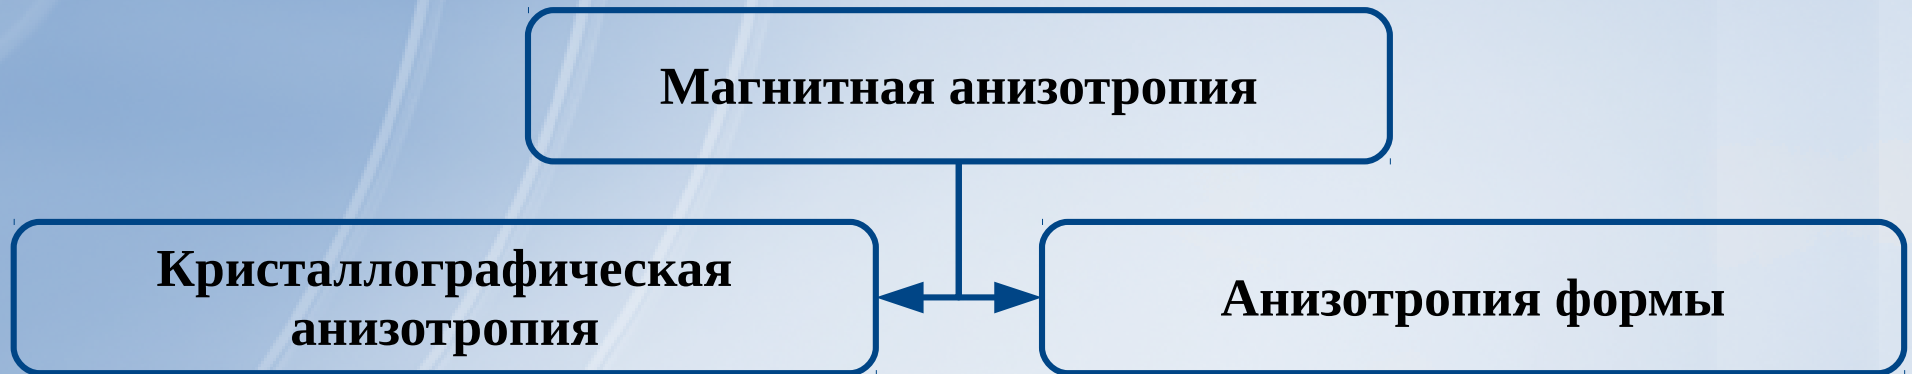 Магнитная анизотропия
Кристаллографическая
анизотропия
Анизотропия формы